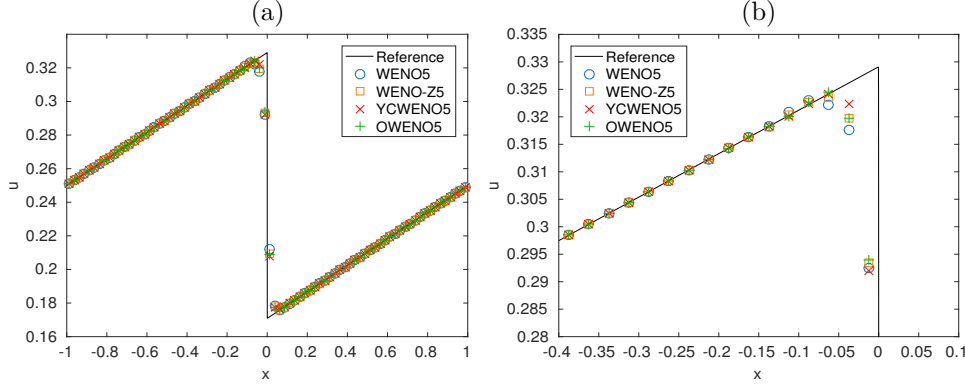 (a)
0.32
0.3
0.28
0.26
0.24
0.22
0.2
0.18
0.16
u
-1 -0.8 -0.6 -0.4 -0.2 0 0.2 0.4 0.6 0.8 1
x
Reference
WENO5
WENO-Z5
YCWENO5
OWENO5
(b)
0.335
0.33
0.325
0.32
0.315
0.31
0.305
0.3
0.295
0.29
0.285
0.28
u
-0.4 -0.35 -0.3 -0.25 -0.2 -0.15 -0.1 -0.05 0 0.05 0.1
x
Reference
WENO5
WENO-Z5
YCWENO5
OWENO5